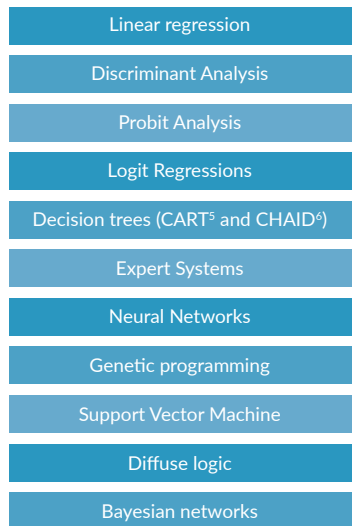 Linear regression
Discriminant Analysis
Probit Analysis
Logit Regressions
Decision trees (CART⁵ and CHAID⁶)
Expert Systems
Neural Networks
Genetic programming
Support Vector Machine
Diffuse logic
Bayesian networks